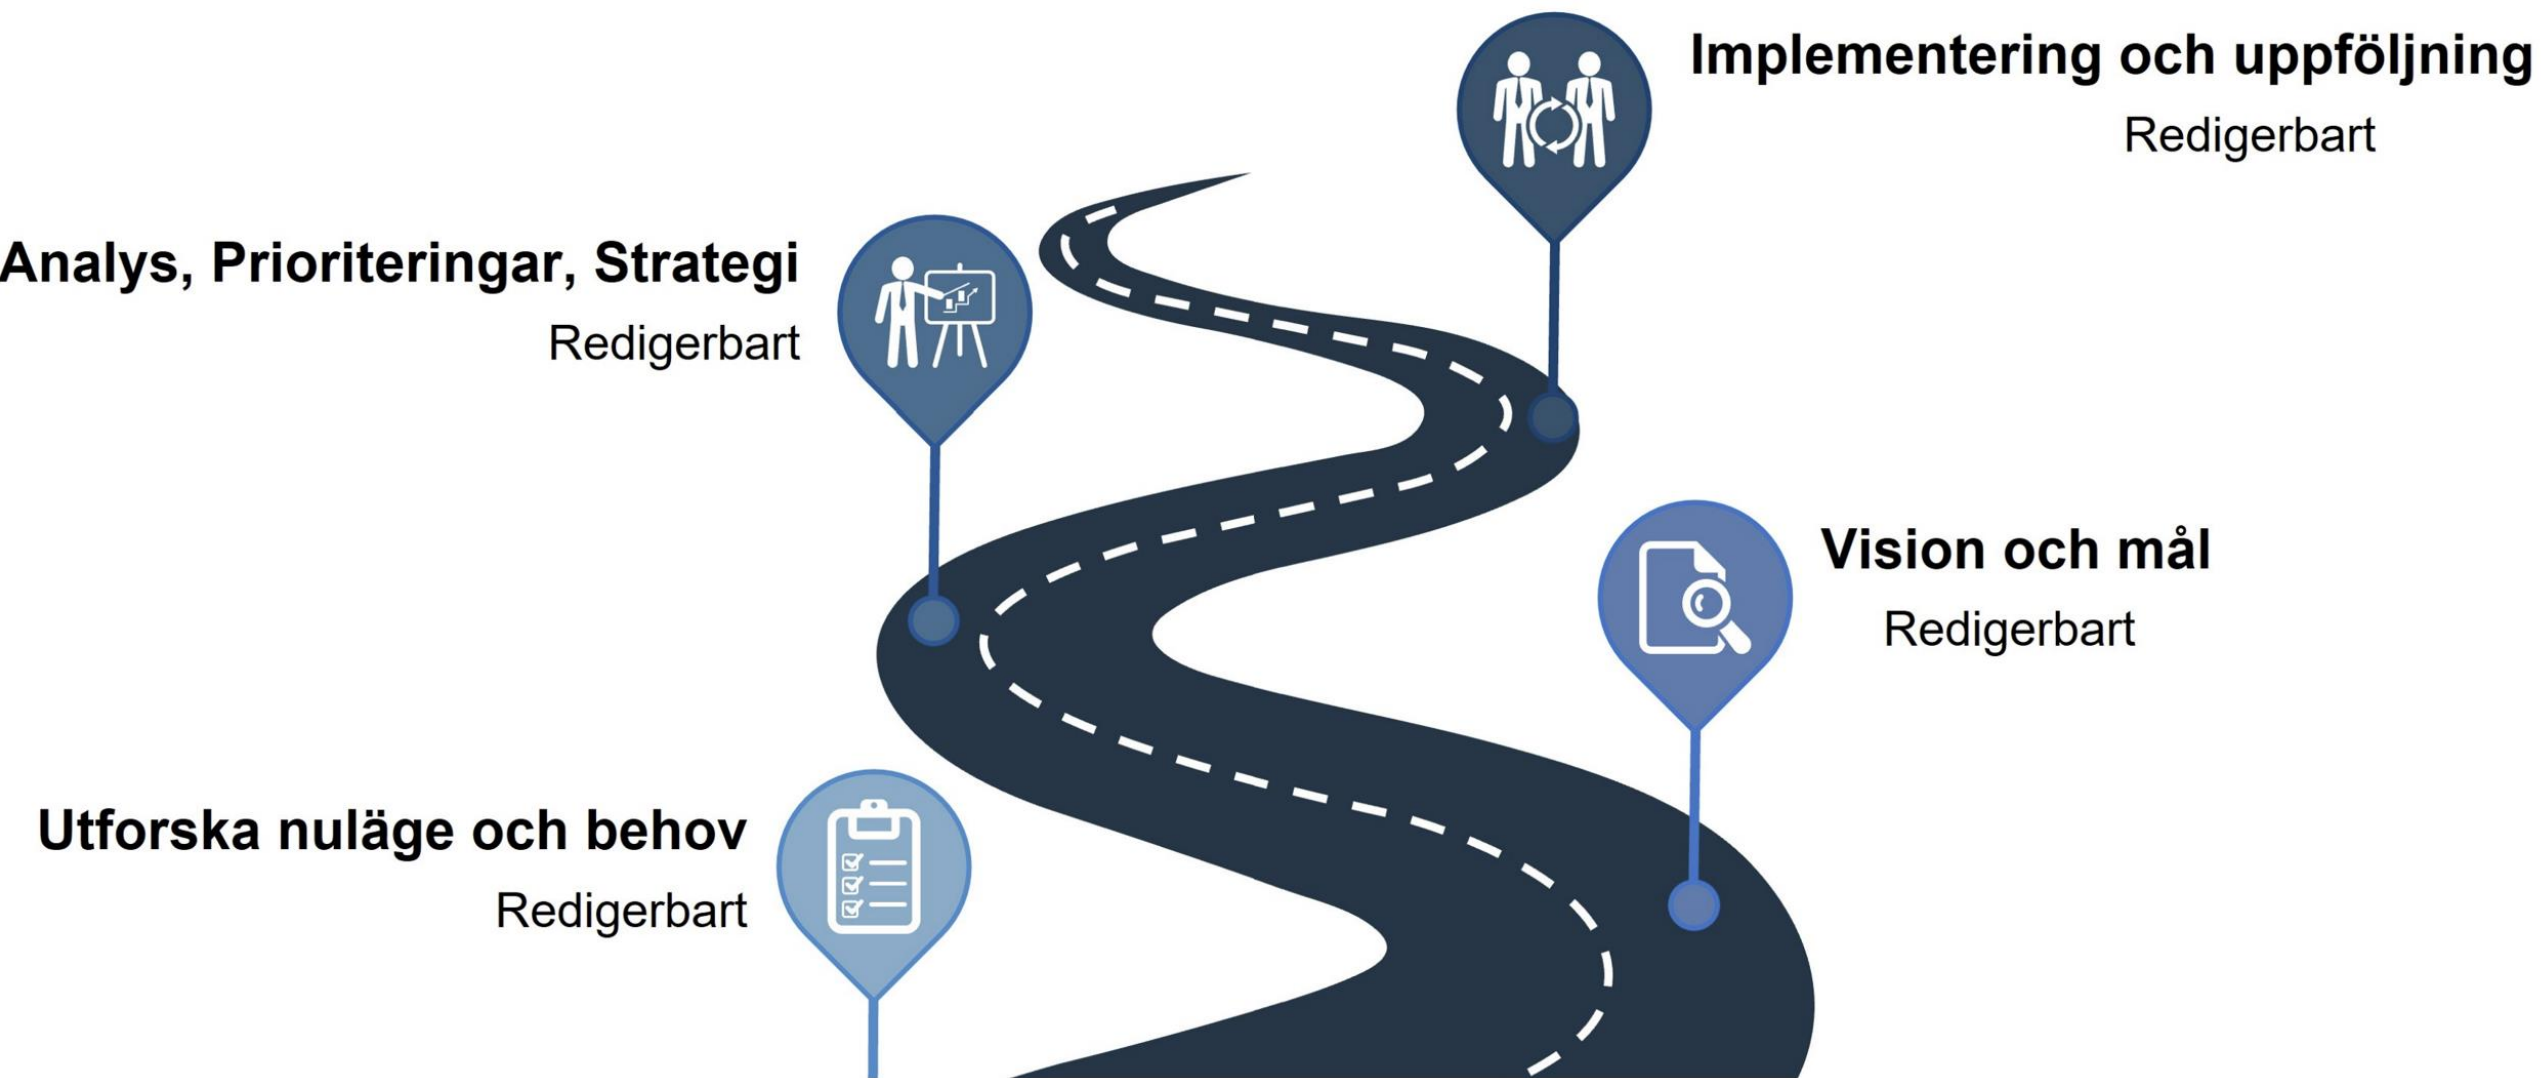 Implementering och uppföljning
Redigerbart
Analys, Prioriteringar, Strategi
Redigerbart
Vision och mål
Redigerbart
Utforska nuläge och behov
Redigerbart